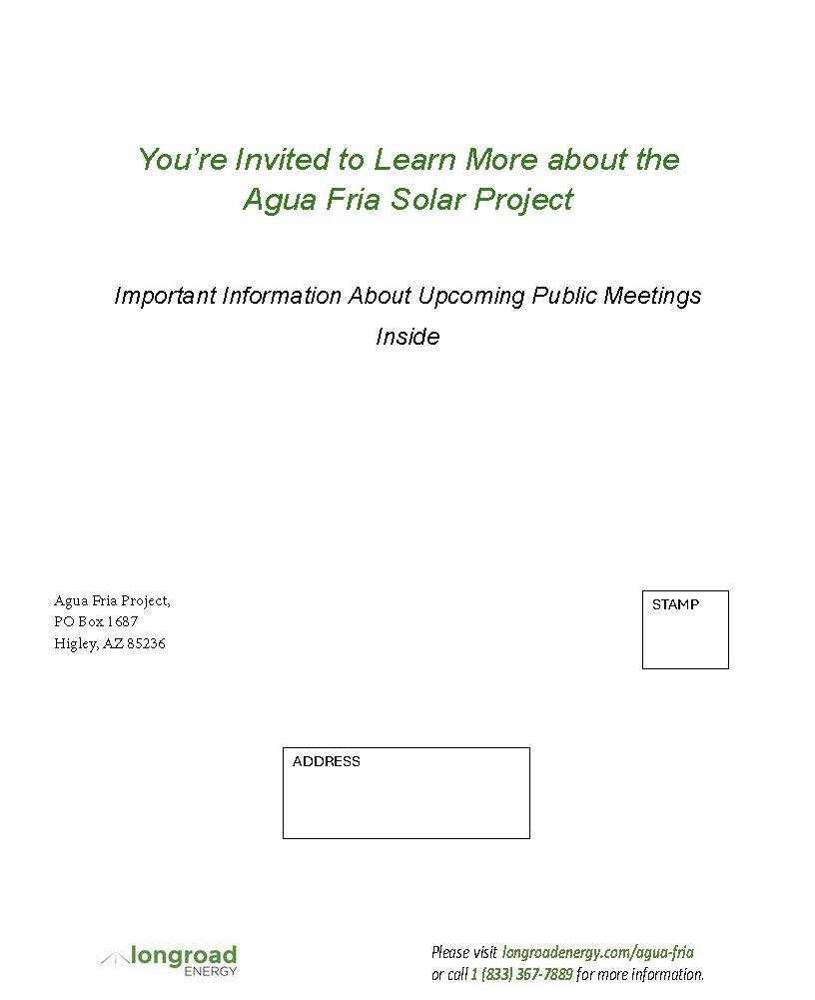 You’re Invited to Learn More about the
Agua Fria Solar Project
Important Information About Upcoming Public Meetings
Inside
Agua Fria Project,
PO Box 1687
Higley, AZ 85236
STAMP
ADDRESS
longroad
ENERGY
Please visit longroadenergy.com/agua-fria
or call 1 (833) 367-7889 for more information.